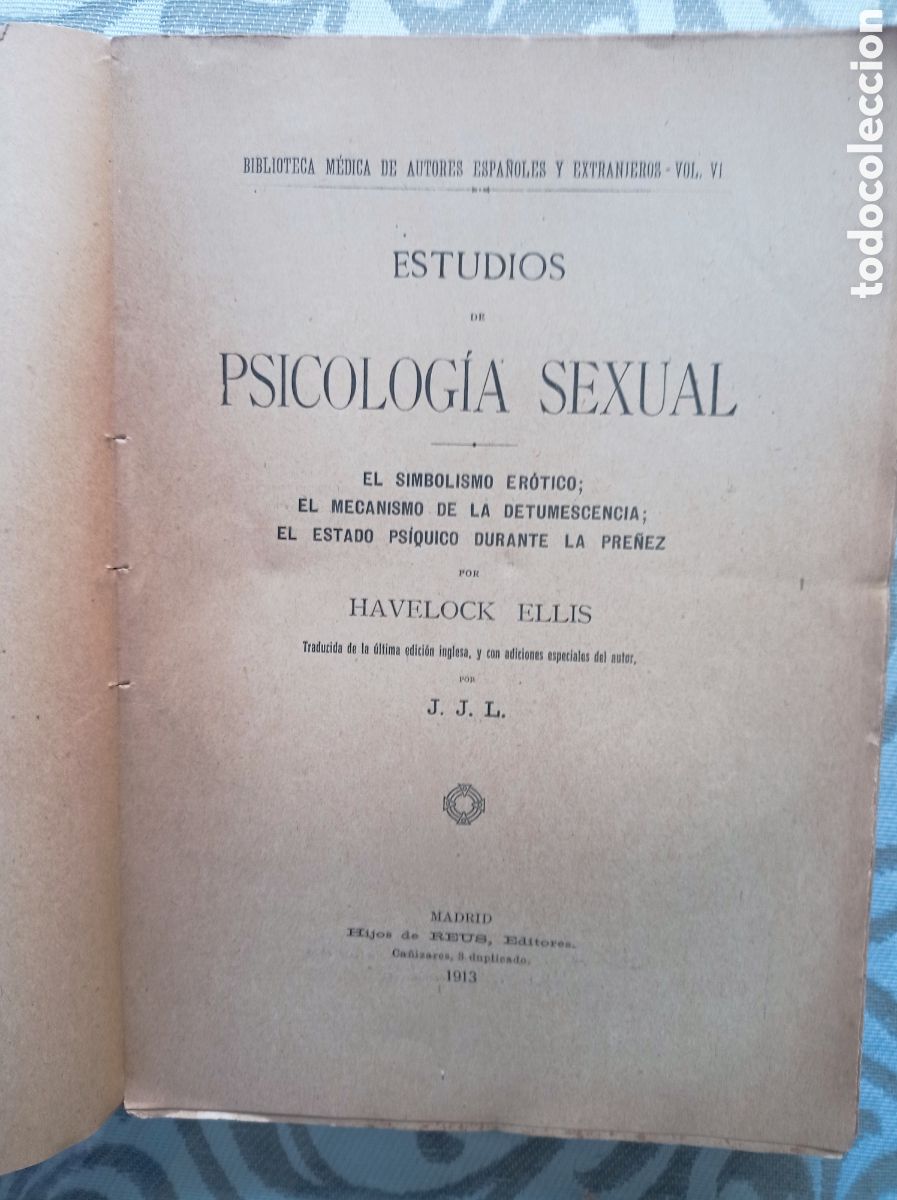 BIBLIOTECA MÉDICA DE AUTORES ESPAÑOLES Y EXTRANJEROS - VOL. VI
ESTUDIOS
DE
PSICOLOGÍA SEXUAL
EL SIMBOLISMO ERÓTICO;
EL MECANISMO DE LA DETUMESCENCIA;
EL ESTADO PSÍQUICO DURANTE LA PREÑEZ
POR
HAVELOCK ELLIS
Traducida de la última edición inglesa, y con adiciones especiales del autor,
POR
J. J. L.
MADRID
Hijos de REUS, Editores.
Cañizares, 3 duplicado.
1913
todocoleccion